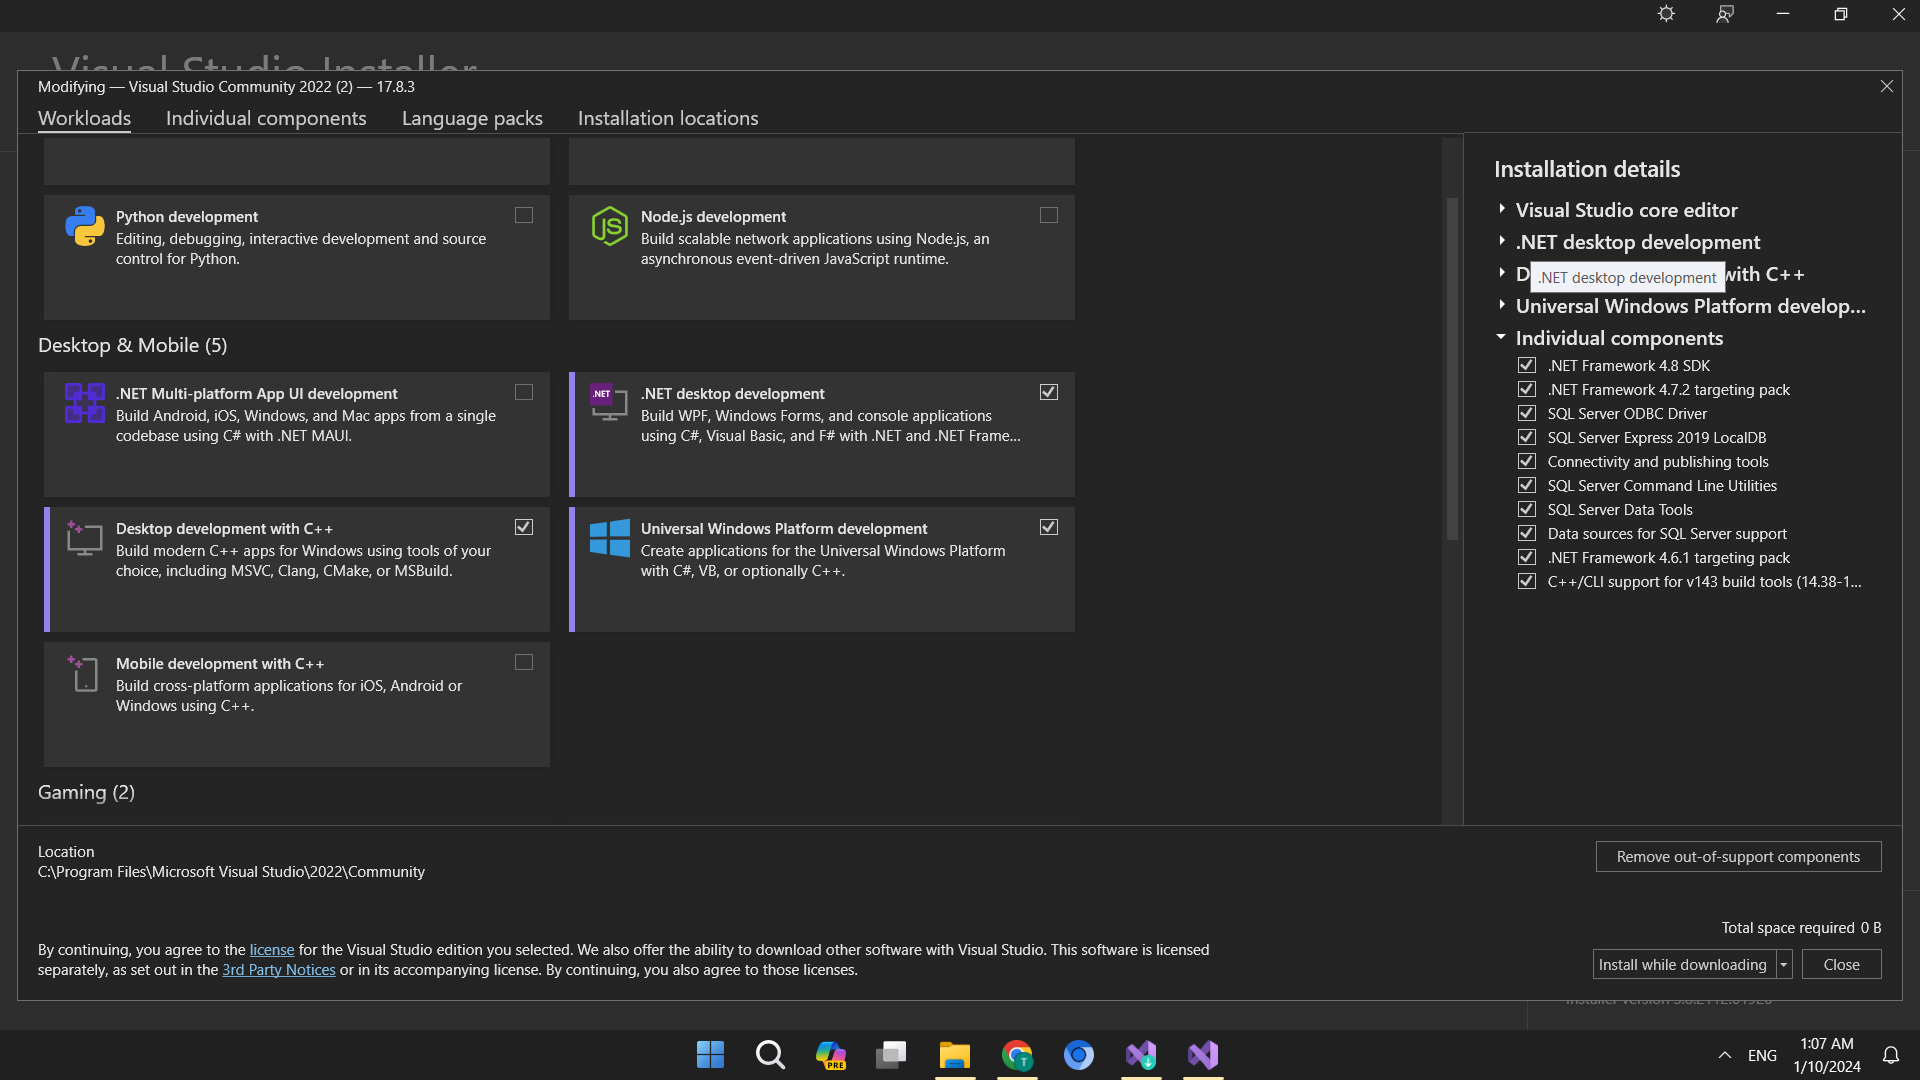 Visual Studio Installer
Modifying — Visual Studio Community 2022 (2) — 17.8.3
Workloads
Individual components
Language packs
Installation locations
Python development
Editing, debugging, interactive development and source
control for Python.
Node.js development
Build scalable network applications using Node.js, an
asynchronous event-driven JavaScript runtime.
Desktop & Mobile (5)
.NET Multi-platform App UI development
Build Android, iOS, Windows, and Mac apps from a single
codebase using C# with .NET MAUI.
.NET desktop development
Build WPF, Windows Forms, and console applications
using C#, Visual Basic, and F# with .NET and .NET Frame...
Desktop development with C++
Build modern C++ apps for Windows using tools of your
choice, including MSVC, Clang, CMake, or MSBuild.
Universal Windows Platform development
Create applications for the Universal Windows Platform
with C#, VB, or optionally C++.
Mobile development with C++
Build cross-platform applications for iOS, Android or
Windows using C++.
Gaming (2)
Installation details
Visual Studio core editor
.NET desktop development
D
.NET desktop development
with C++
Universal Windows Platform develop...
Individual components
.NET Framework 4.8 SDK
.NET Framework 4.7.2 targeting pack
SQL Server ODBC Driver
SQL Server Express 2019 LocalDB
Connectivity and publishing tools
SQL Server Command Line Utilities
SQL Server Data Tools
Data sources for SQL Server support
.NET Framework 4.6.1 targeting pack
C++/CLI support for v143 build tools (14.38-1...
Location
C:\Program Files\Microsoft Visual Studio\2022\Community
Remove out-of-support components
Total space required 0 B
By continuing, you agree to the license for the Visual Studio edition you selected. We also offer the ability to download other software with Visual Studio. This software is licensed
separately, as set out in the 3rd Party Notices or in its accompanying license. By continuing, you also agree to those licenses.
Install while downloading
Close
PRE
T
ENG
1:07 AM
1/10/2024